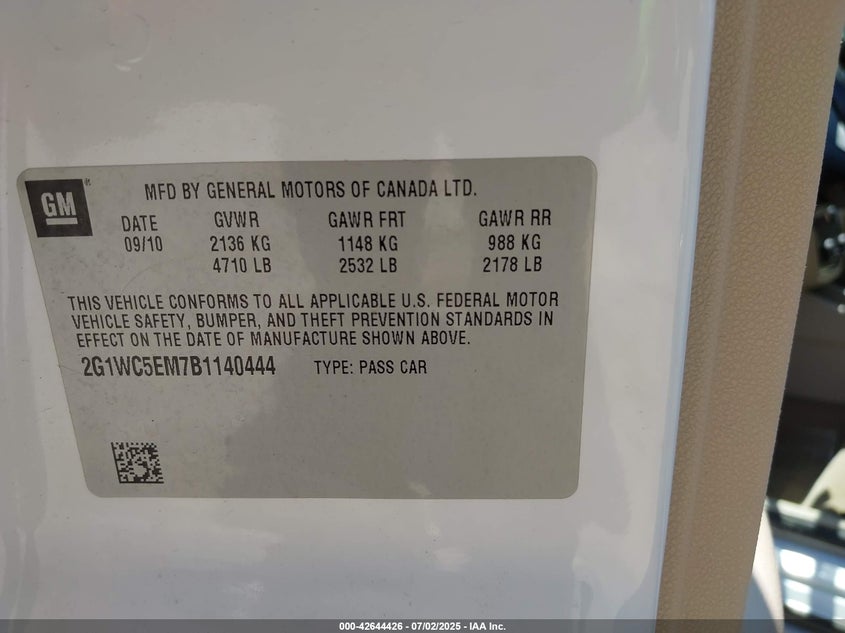 GM
MFD BY GENERAL MOTORS OF CANADA LTD.
DATE GVWR GAWR FRT GAWR RR
09/10 2136 KG 1148 KG 988 KG
4710 LB 2532 LB 2178 LB
THIS VEHICLE CONFORMS TO ALL APPLICABLE U.S. FEDERAL MOTOR
VEHICLE SAFETY, BUMPER, AND THEFT PREVENTION STANDARDS IN
EFFECT ON THE DATE OF MANUFACTURE SHOWN ABOVE.
2G1WC5EM7B1140444 TYPE: PASS CAR
000-42644426 - 07/02/2025 - IAA Inc.